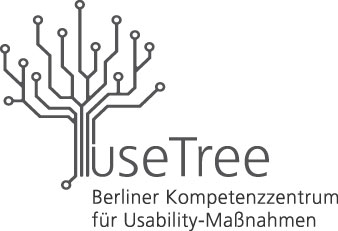 useTree
Berliner Kompetenzzentrum
für Usability-Maßnahmen